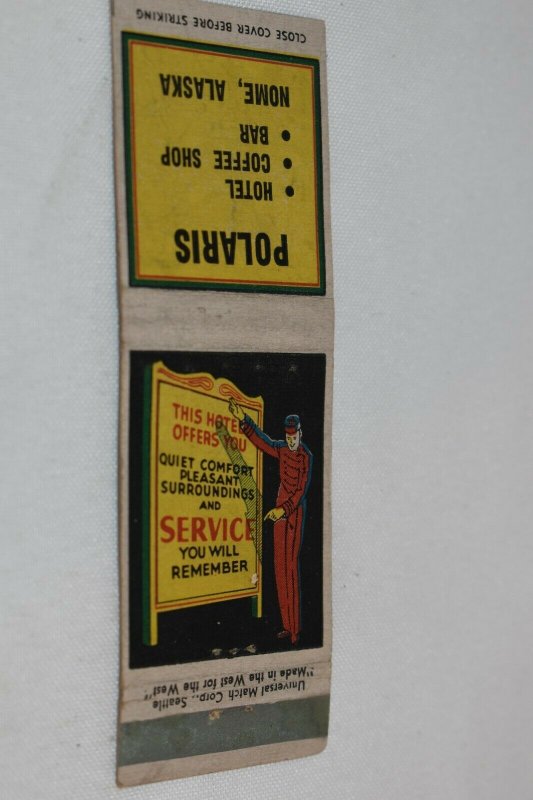 CLOSE COVER BEFORE STRIKING
POLARIS
• HOTEL
• COFFEE SHOP
• BAR
NOME, ALASKA
THIS HOTEL
OFFERS YOU
QUIET COMFORT
PLEASANT
SURROUNDINGS
AND
SERVICE
YOU WILL
REMEMBER
Universal Match Corp., Seattle
"Made in the West for the West"